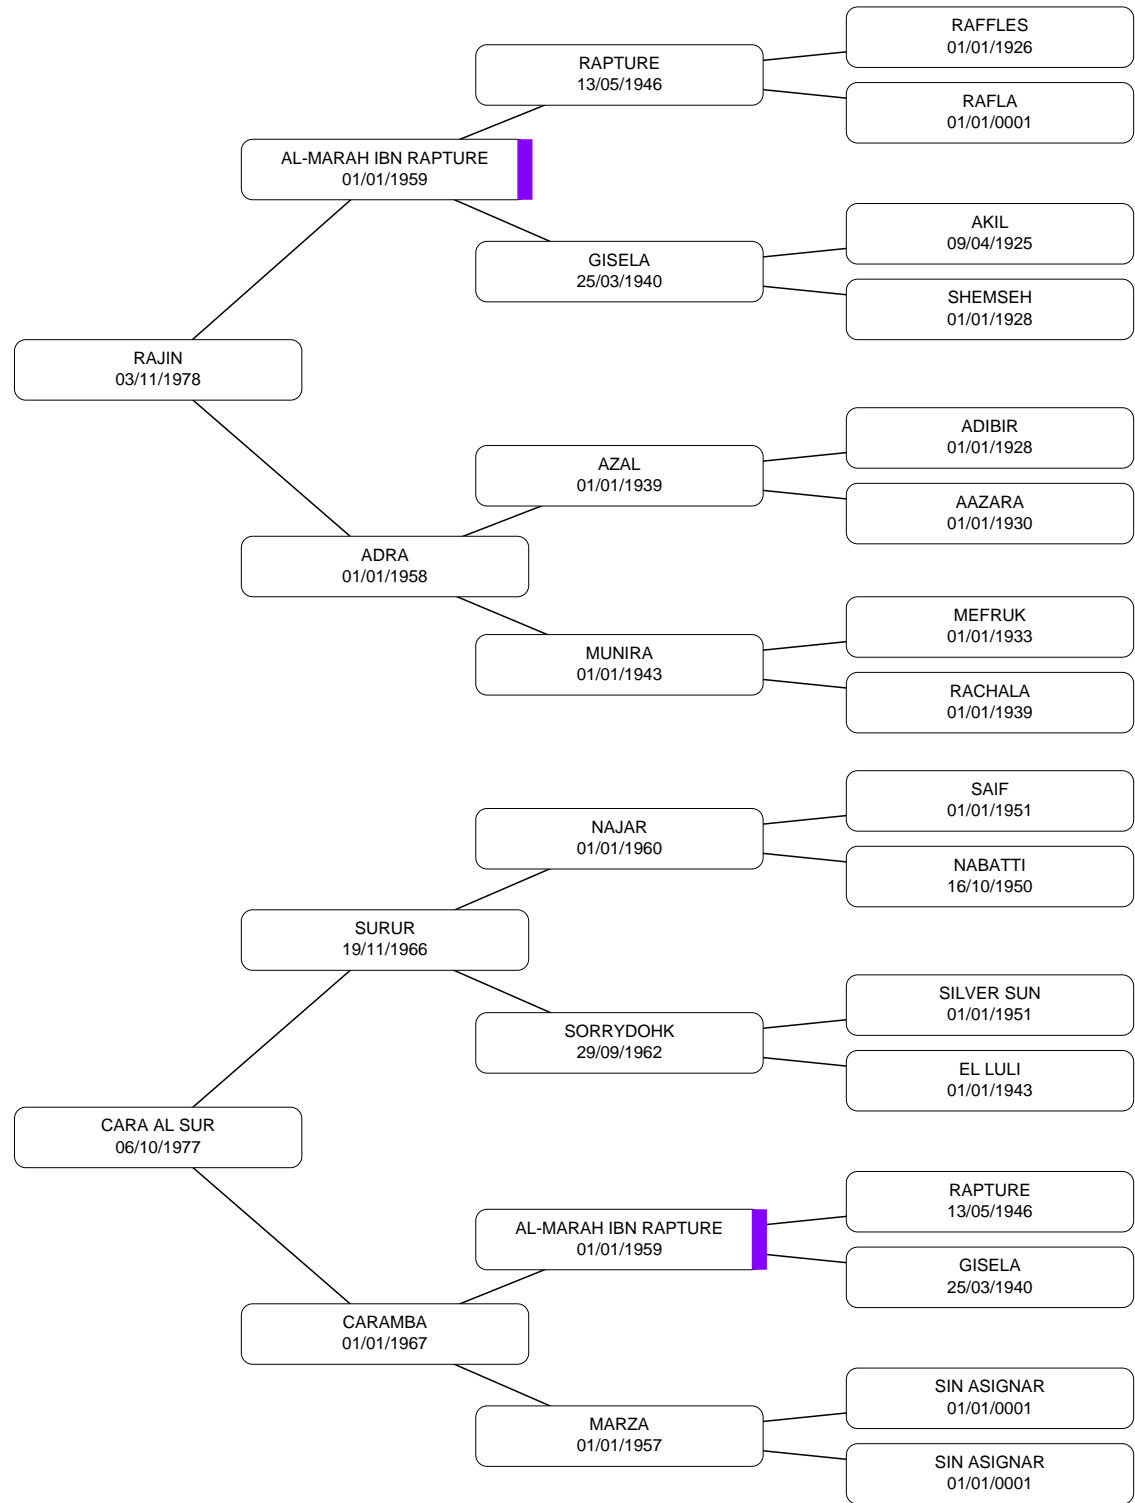 RAFFLES
01/01/1926
RAPTURE
13/05/1946
RAFLA
01/01/0001
AL-MARAH IBN RAPTURE
01/01/1959
AKIL
09/04/1925
GISELA
25/03/1940
SHEMSEH
01/01/1928
RAJIN
03/11/1978
ADIBIR
01/01/1928
AZAL
01/01/1939
AAZARA
01/01/1930
ADRA
01/01/1958
MEFRUK
01/01/1933
MUNIRA
01/01/1943
RACHALA
01/01/1939
SAIF
01/01/1951
NAJAR
01/01/1960
NABATTI
16/10/1950
SURUR
19/11/1966
SILVER SUN
01/01/1951
SORRYDOHK
29/09/1962
EL LULI
01/01/1943
CARA AL SUR
06/10/1977
RAPTURE
13/05/1946
AL-MARAH IBN RAPTURE
01/01/1959
GISELA
25/03/1940
CARAMBA
01/01/1967
SIN ASIGNAR
01/01/0001
MARZA
01/01/1957
SIN ASIGNAR
01/01/0001